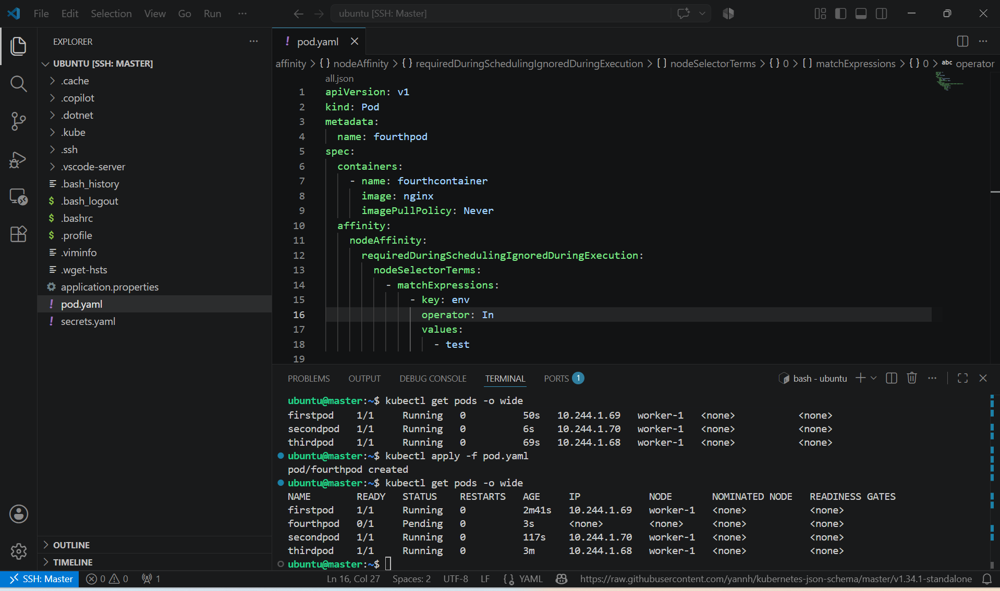 File Edit Selection View Go Run ··· ubuntu [SSH: Master]
EXPLORER ···
UBUNTU [SSH: MASTER]
.cache
.copilot
.dotnet
.kube
.ssh
.vscode-server
.bash_history
$ .bash_logout
$ .bashrc
$ .profile
.viminfo
.wget-hsts
application.properties
! pod.yaml
! secrets.yaml
OUTLINE
TIMELINE
! pod.yaml
affinity > { } nodeAffinity > { } requiredDuringSchedulingIgnoredDuringExecution > [ ] nodeSelectorTerms > { } 0 > [ ] matchExpressions > { } 0 > abc operator
all.json
1 apiVersion: v1
2 kind: Pod
3 metadata:
4   name: fourthpod
5 spec:
6   containers:
7     - name: fourthcontainer
8       image: nginx
9       imagePullPolicy: Never
10   affinity:
11     nodeAffinity:
12       requiredDuringSchedulingIgnoredDuringExecution:
13         nodeSelectorTerms:
14           - matchExpressions:
15               - key: env
16                 operator: In
17                 values:
18                   - test
19
PROBLEMS OUTPUT DEBUG CONSOLE TERMINAL PORTS 1 bash - ubuntu
ubuntu@master:~$ kubectl get pods -o wide
firstpod 1/1 Running 0 50s 10.244.1.69 worker-1 <none> <none>
secondpod 1/1 Running 0 6s 10.244.1.70 worker-1 <none> <none>
thirdpod 1/1 Running 0 69s 10.244.1.68 worker-1 <none> <none>
ubuntu@master:~$ kubectl apply -f pod.yaml
pod/fourthpod created
ubuntu@master:~$ kubectl get pods -o wide
NAME READY STATUS RESTARTS AGE IP NODE NOMINATED NODE READINESS GATES
firstpod 1/1 Running 0 2m41s 10.244.1.69 worker-1 <none> <none>
fourthpod 0/1 Pending 0 3s <none> <none> <none> <none>
secondpod 1/1 Running 0 117s 10.244.1.70 worker-1 <none> <none>
thirdpod 1/1 Running 0 3m 10.244.1.68 worker-1 <none> <none>
ubuntu@master:~$
SSH: Master 0 0 1 Ln 16, Col 27 Spaces: 2 UTF-8 LF YAML https://raw.githubusercontent.com/yannh/kubernetes-json-schema/master/v1.34.1-standalone